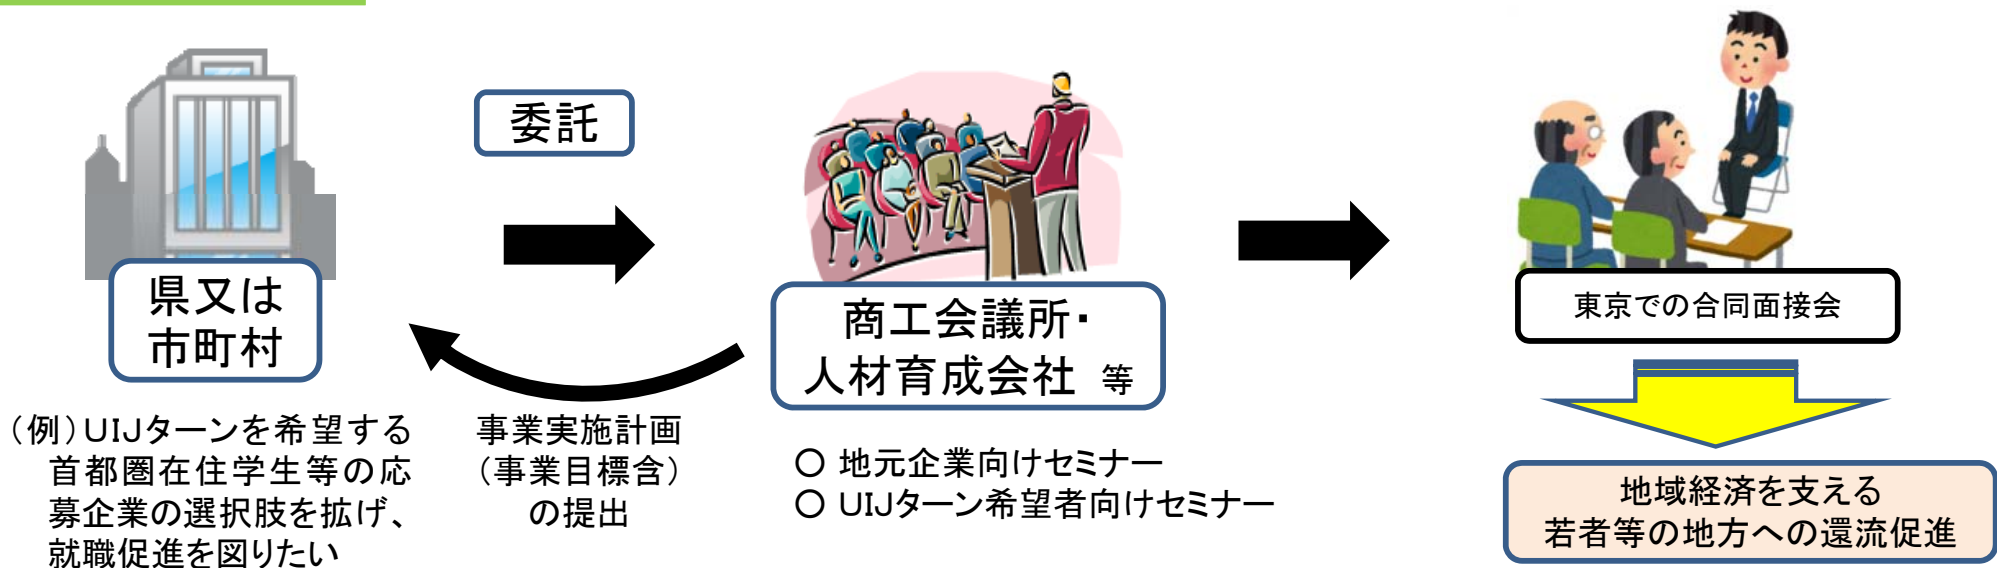 委託
県又は
市町村
商工会議所・
人材育成会社 等
東京での合同面接会
(例)UIJターンを希望する
首都圏在住学生等の応
募企業の選択肢を拡げ、
就職促進を図りたい
事業実施計画
(事業目標含)
の提出
○ 地元企業向けセミナー
○ UIJターン希望者向けセミナー
地域経済を支える
若者等の地方への還流促進